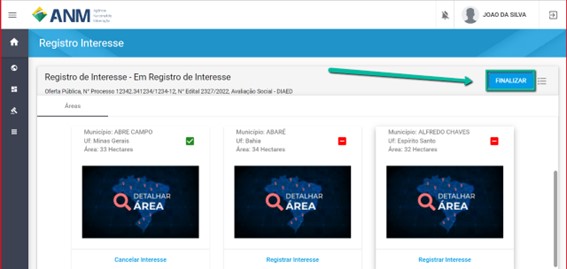 ANM
Agência
Nacional de
Mineração
JOAO DA SILVA
Registro Interesse
Registro de Interesse - Em Registro de Interesse
FINALIZAR
Oferta Pública, N° Processo 12342.341234/1234-12, N° Edital 2327/2022, Avaliação Social - DIAED
Áreas
Município: ABRE CAMPO
Uf: Minas Gereis
Área: 33 Hectares
DETALHAR
ÁREA
Cancelar Interesse
Município: ABARÉ
Uf: Bahia
Área: 34 Hectares
DETALHAR
ÁREA
Registrar Interesse
Município: ALFREDO CHAVES
Uf: Espírito Santo
Área: 32 Hectares
DETALHAR
ÁREA
Registrar Interesse